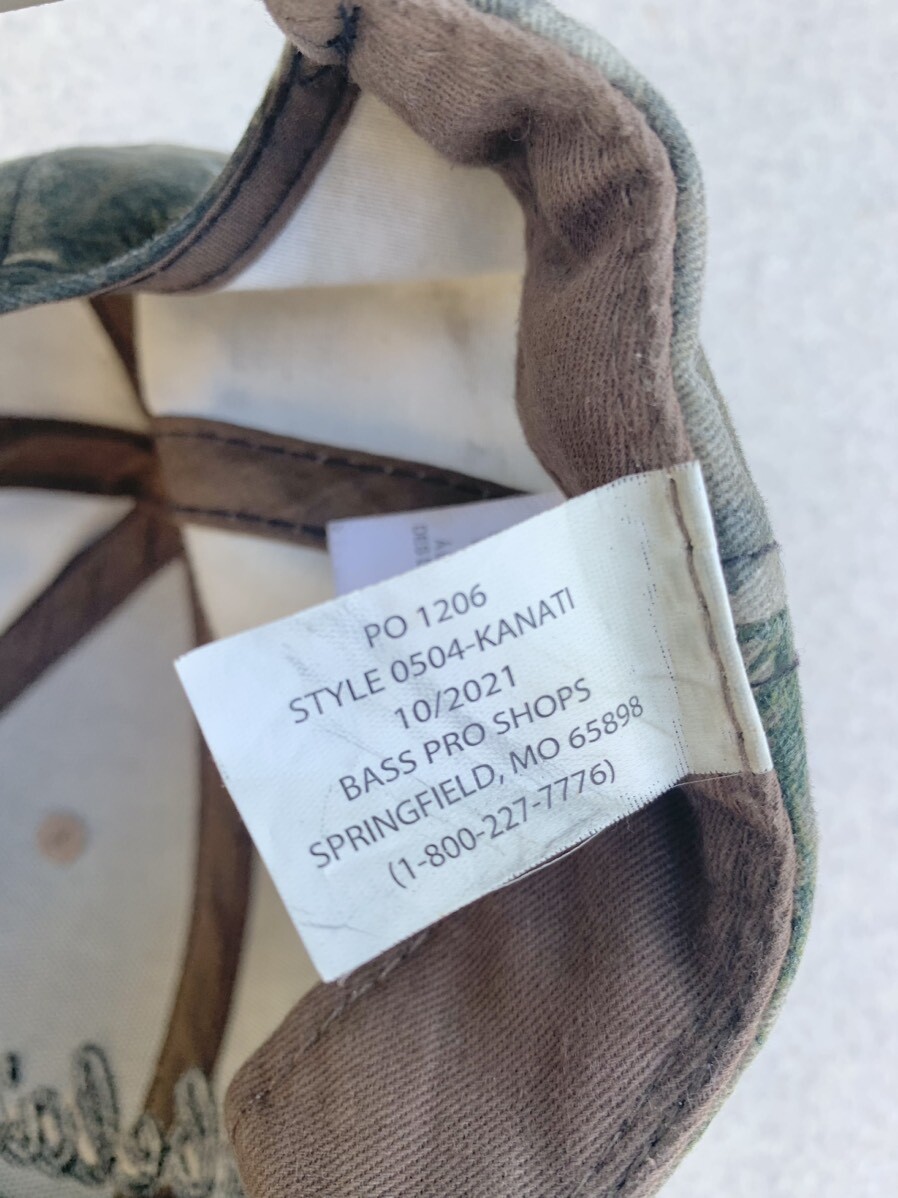 PO 1206
STYLE 0504-KANATI
10/2021
BASS PRO SHOPS
SPRINGFIELD, MO 65898
(1-800-227-7776)